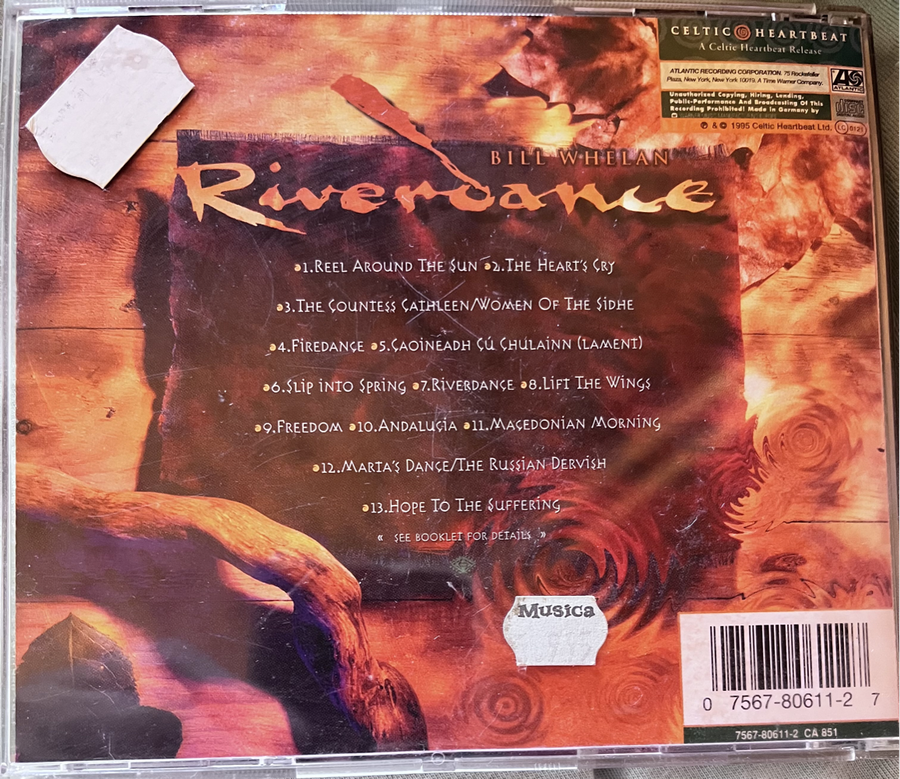 CELTIC HEARTBEAT
A Celtic Heartbeat Release
ATLANTIC RECORDING CORPORATION. 75 Rockefeller
Plaza, New York, New York 10019. A Time Warner Company.
ATLANTIC
Unauthorised Copying, Hiring, Lending,
Public-Performance And Broadcasting Of This
Recording Prohibited! Made in Germany by
℗ & © 1995 Celtic Heartbeat Ltd.
BILL WHELAN
Riverdance
1.REEL AROUND THE SUN 2.THE HEART'S CRY
3.THE COUNTESS CATHLEEN/WOMEN OF THE SIDHE
4.FIREDANCE 5.CAOINEADH CÚ CHULAINN (LAMENT)
6.SLIP INTO SPRING 7.RIVERDANCE 8.LIFT THE WINGS
9.FREEDOM 10.ANDALUCIA 11.MACEDONIAN MORNING
12.MARTA'S DANCE/THE RUSSIAN DERVISH
13.HOPE TO THE SUFFERING
« SEE BOOKLET FOR DETAILS »
Musica
0 7567-80611-2 7
7567-80611-2 CA 851